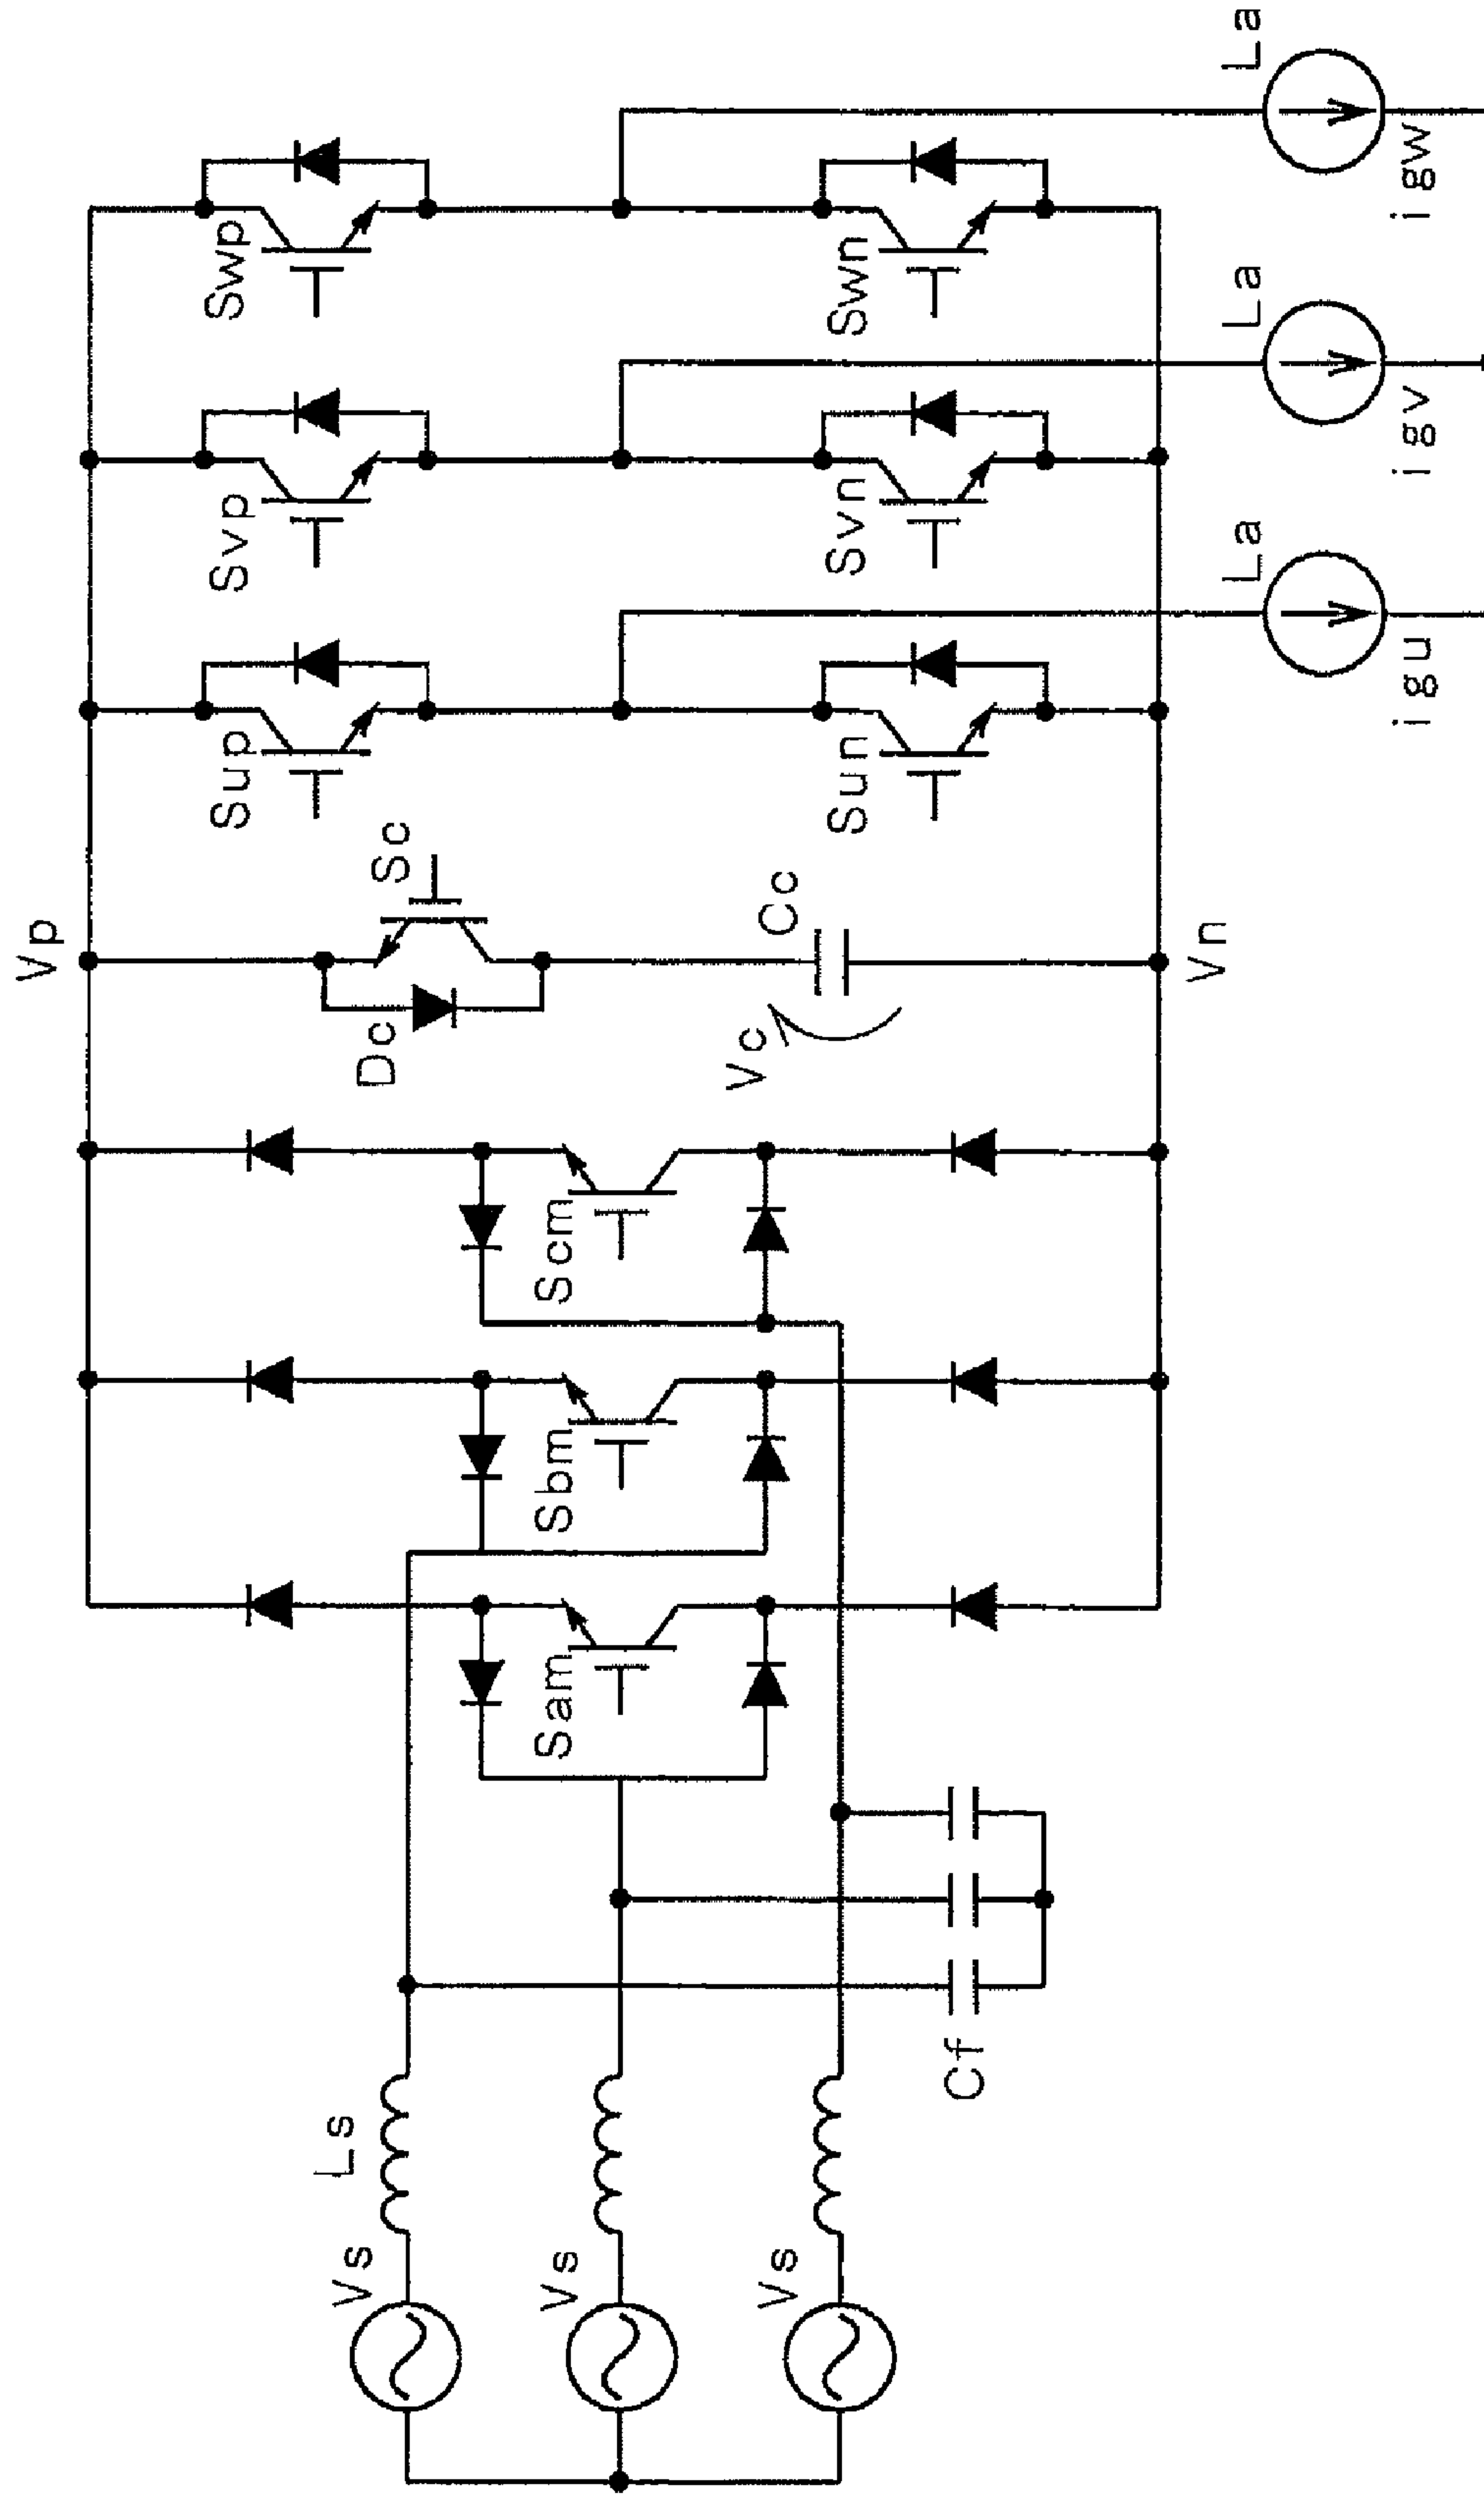 Vp
Vn
Swp
Swn
Svp
Svn
Sup
Sun
Sc
Dc
Cc
Vc
Scm
Sbm
Sam
La
La
La
igw
igv
igu
Ls
Vs
Vs
Vs
Cf